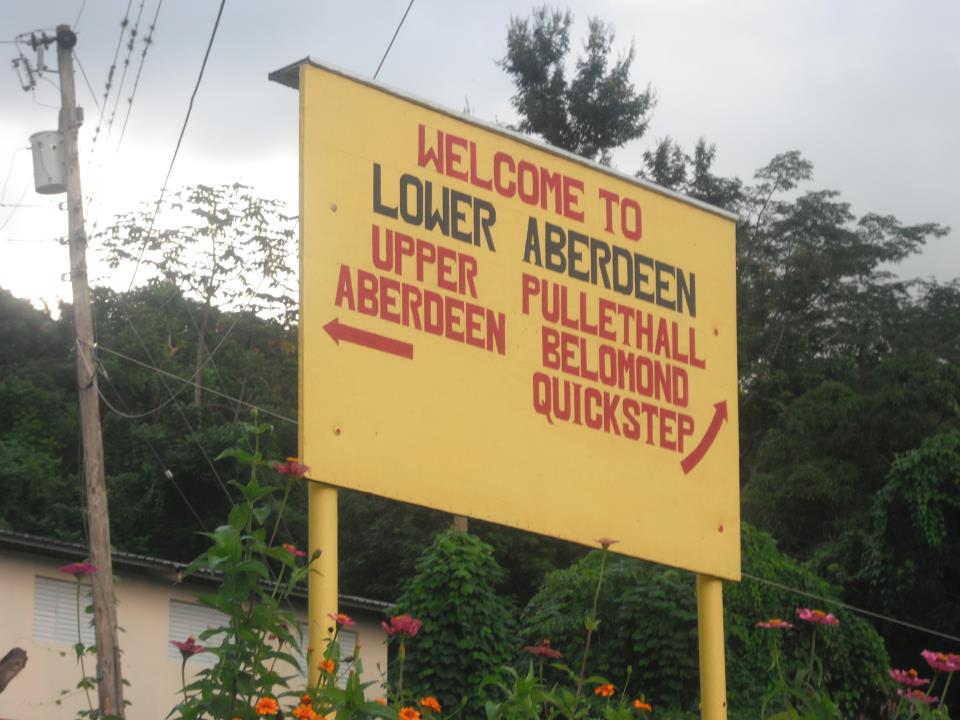 WELCOME TO
LOWER ABERDEEN
UPPER
ABERDEEN
PULLETHALL
BELOMOND
QUICKSTEP